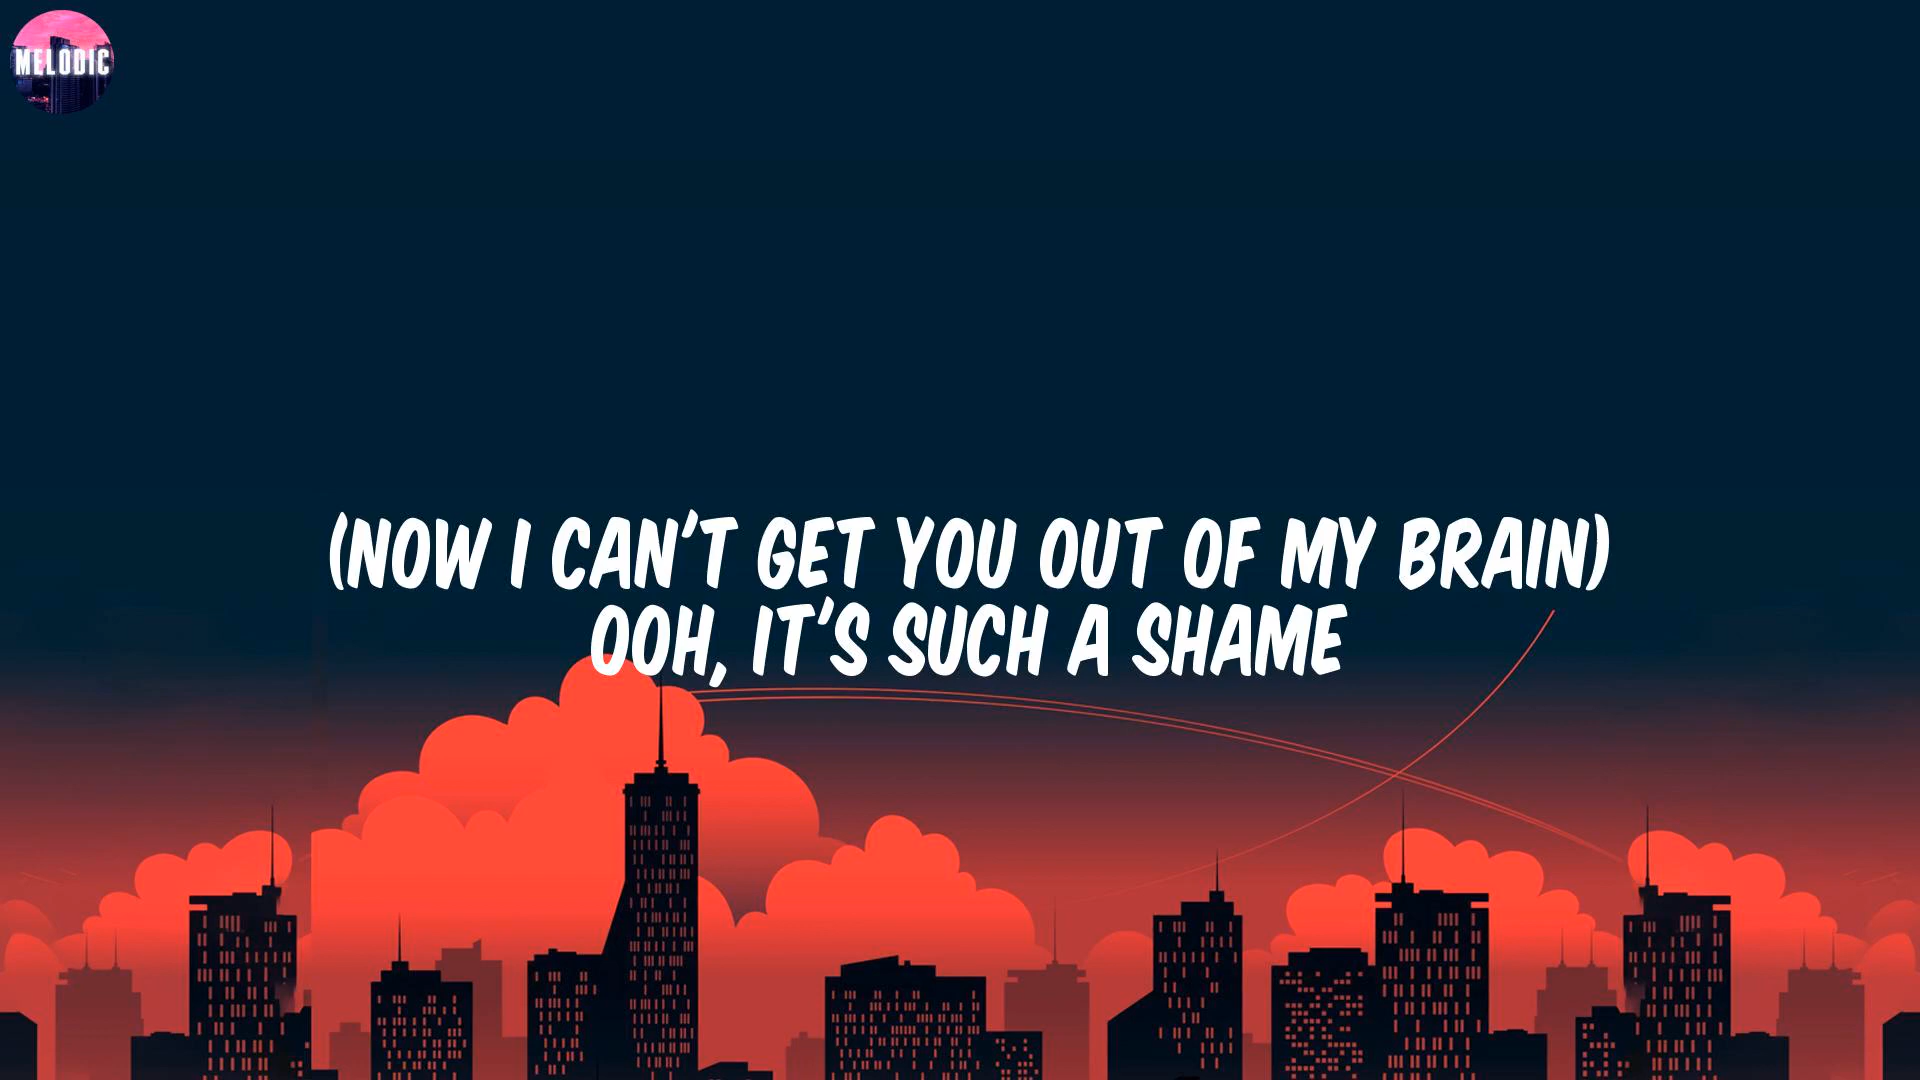 MELODIC
(NOW I CAN'T GET YOU OUT OF MY BRAIN)
OOH, IT'S SUCH A SHAME